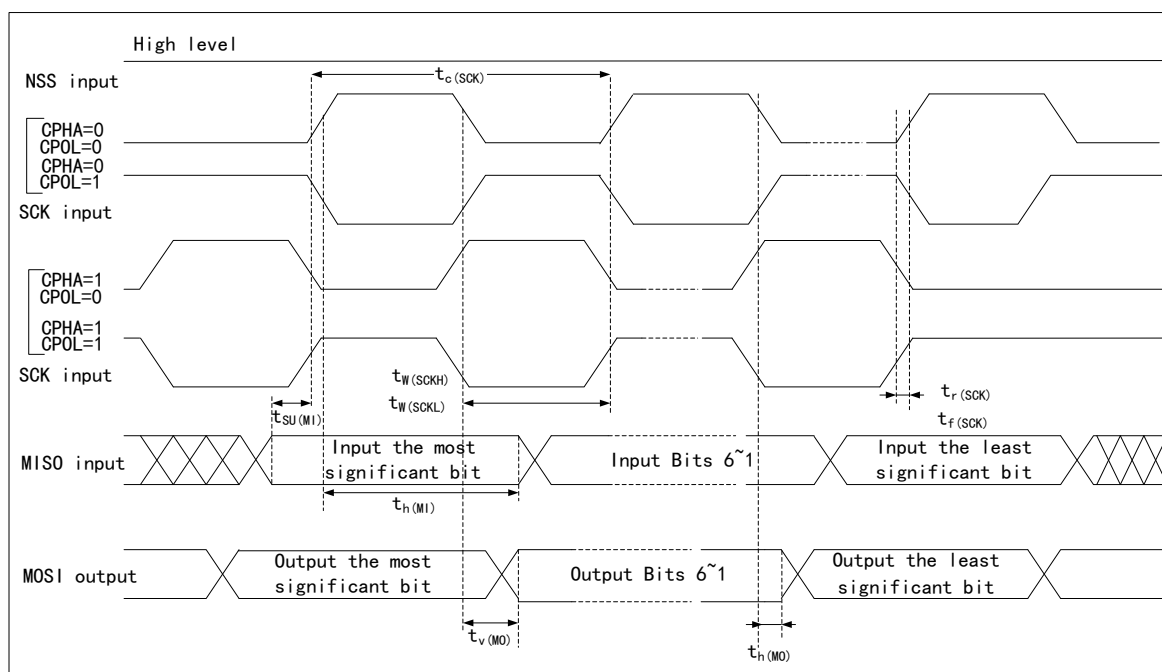 High level
NSS input
tc(SCK)
CPHA=0
CPOL=0
CPHA=0
CPOL=1
SCK input
CPHA=1
CPOL=0
CPHA=1
CPOL=1
SCK input
tW(SCKH)
tW(SCKL)
tr(SCK)
tf(SCK)
tSU(MI)
MISO input
Input the most
significant bit
Input Bits 6~1
Input the least
significant bit
th(MI)
MOSI output
Output the most
significant bit
Output Bits 6~1
Output the least
significant bit
tv(MO)
th(MO)